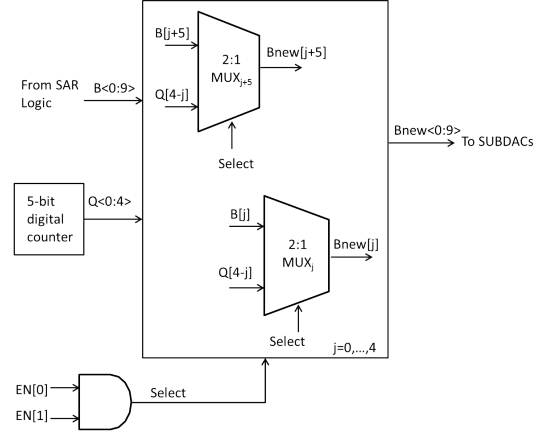 B[j+5]
2:1
MUXj+5
Bnew[j+5]
Q[4-j]
Select
From SAR
Logic
B<0:9>
Bnew<0:9>
To SUBDACs
5-bit
digital
counter
Q<0:4>
B[j]
2:1
MUXj
Bnew[j]
Q[4-j]
Select
j=0,...,4
EN[0]
EN[1]
Select